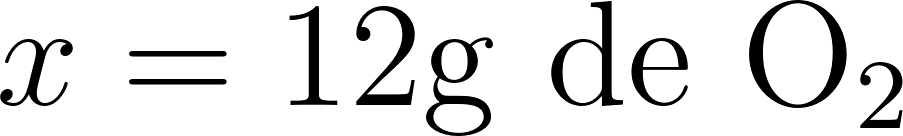 x = 12g de O₂